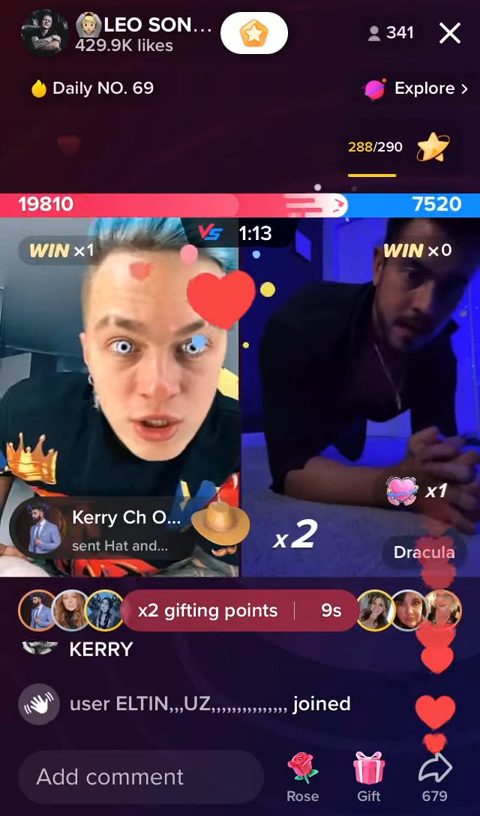 LEO SON...
429.9K likes
341
Daily NO. 69
Explore >
288/290
19810
7520
VS 1:13
WIN x1
WIN x0
x1
Kerry Ch O...
sent Hat and...
x2
Dracula
x2 gifting points | 9s
KERRY
user ELTIN,,,UZ,,,,,,,,,,,,,,, joined
Add comment
Rose
Gift
679